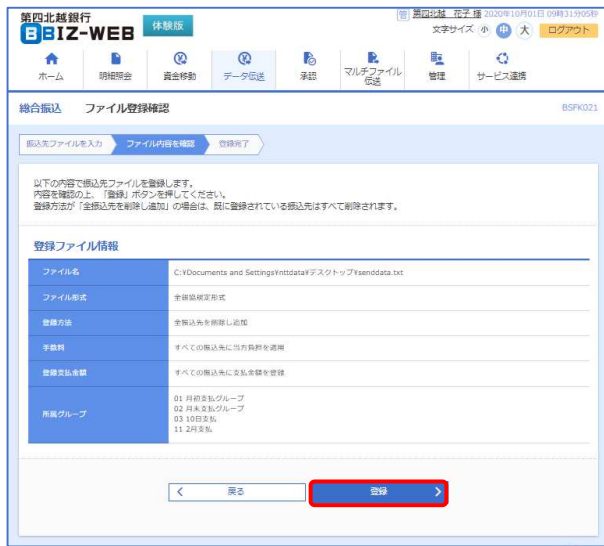 第四北越銀行
BIZ-WEB
体験版
管 第四北越 花子 様 2020年10月01日 09時31分05秒
文字サイズ 小 中 大
ログアウト
ホーム
明細照会
資金移動
データ伝送
承認
マルチファイル
伝送
管理
サービス連携
総合振込 ファイル登録確認
BSFK021
振込先ファイルを入力
ファイル内容を確認
登録完了
以下の内容で振込先ファイルを登録します。
内容を確認の上、「登録」ボタンを押してください。
登録方法が「全振込先を削除し追加」の場合は、既に登録されている振込先はすべて削除されます。
登録ファイル情報
ファイル名
C:¥Documents and Settings¥nttdata¥デスクトップ¥senddata.txt
ファイル形式
全銀協規定形式
登録方法
全振込先を削除し追加
手数料
すべての振込先に当方負担を適用
登録支払金額
すべての振込先に支払金額を登録
所属グループ
01 月初支払グループ
02 月末支払グループ
03 10日支払
11 2月支払
戻る
登録